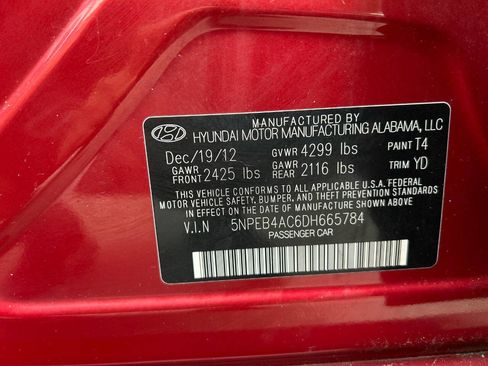 MANUFACTURED BY
HYUNDAI MOTOR MANUFACTURING ALABAMA, LLC
Dec/19/12 GVWR 4299 lbs PAINT T4
GAWR FRONT 2425 lbs GAWR REAR 2116 lbs TRIM YD
THIS VEHICLE CONFORMS TO ALL APPLICABLE U.S.A. FEDERAL
MOTOR VEHICLE SAFETY, BUMPER, AND THEFT PREVENTION STANDARDS
IN EFFECT ON THE DATE OF MANUFACTURE SHOWN ABOVE.
V.I.N 5NPEB4AC6DH665784
PASSENGER CAR